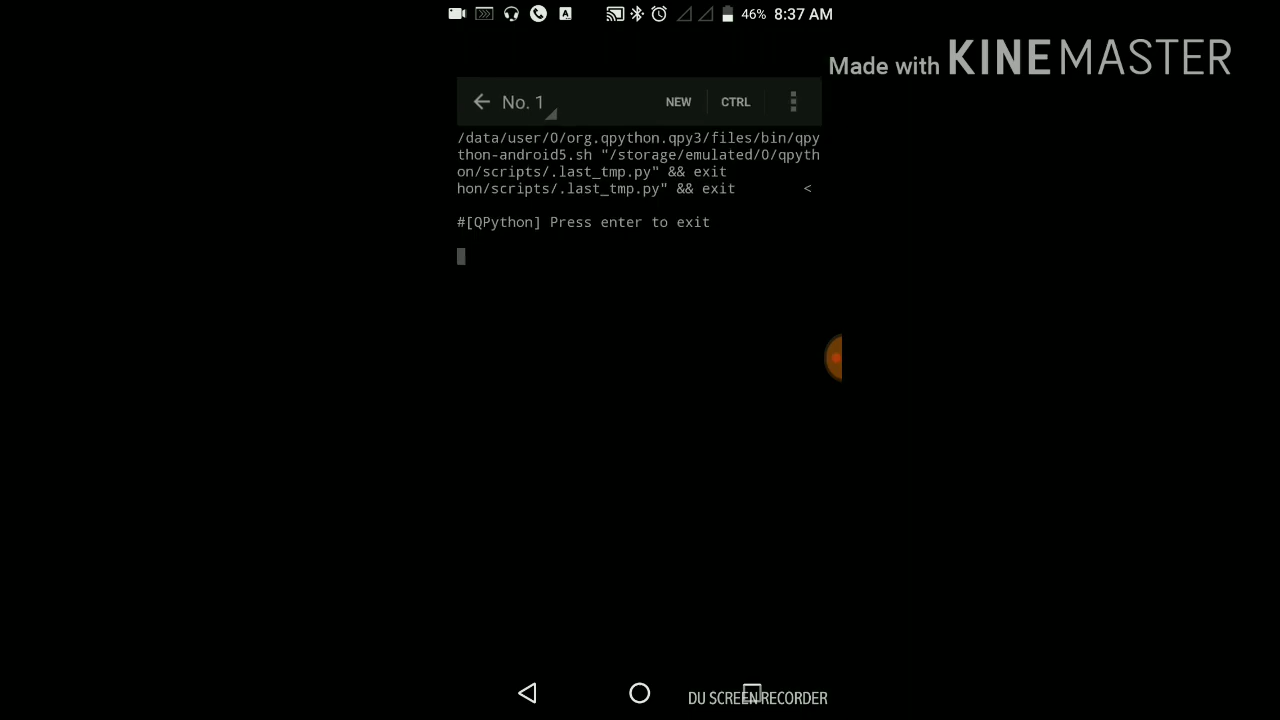 46% 8:37 AM
Made with KINEMASTER
No. 1 NEW CTRL
/data/user/0/org.qpython.qpy3/files/bin/qpy
thon-android5.sh "/storage/emulated/0/qpyth
on/scripts/.last_tmp.py" && exit
hon/scripts/.last_tmp.py" && exit <
#[QPython] Press enter to exit
DU SCREEN RECORDER